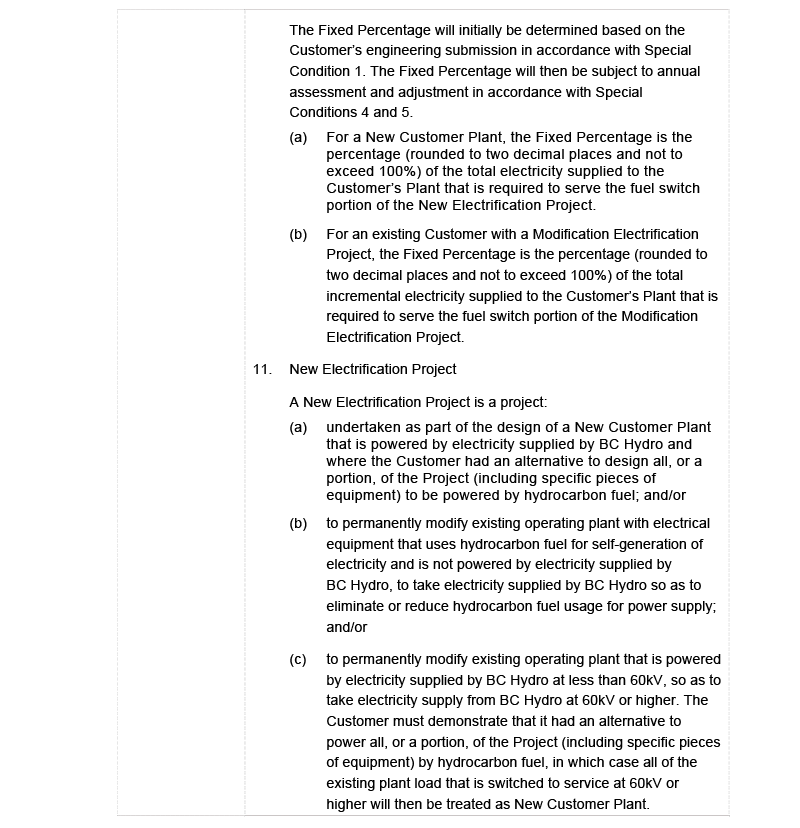 The Fixed Percentage will initially be determined based on the
Customer's engineering submission in accordance with Special
Condition 1. The Fixed Percentage will then be subject to annual
assessment and adjustment in accordance with Special
Conditions 4 and 5.
(a) For a New Customer Plant, the Fixed Percentage is the
percentage (rounded to two decimal places and not to
exceed 100%) of the total electricity supplied to the
Customer's Plant that is required to serve the fuel switch
portion of the New Electrification Project.
(b) For an existing Customer with a Modification Electrification
Project, the Fixed Percentage is the percentage (rounded to
two decimal places and not to exceed 100%) of the total
incremental electricity supplied to the Customer's Plant that is
required to serve the fuel switch portion of the Modification
Electrification Project.
11. New Electrification Project
A New Electrification Project is a project:
(a) undertaken as part of the design of a New Customer Plant
that is powered by electricity supplied by BC Hydro and
where the Customer had an alternative to design all, or a
portion, of the Project (including specific pieces of
equipment) to be powered by hydrocarbon fuel; and/or
(b) to permanently modify existing operating plant with electrical
equipment that uses hydrocarbon fuel for self-generation of
electricity and is not powered by electricity supplied by
BC Hydro, to take electricity supplied by BC Hydro so as to
eliminate or reduce hydrocarbon fuel usage for power supply;
and/or
(c) to permanently modify existing operating plant that is powered
by electricity supplied by BC Hydro at less than 60kV, so as to
take electricity supply from BC Hydro at 60kV or higher. The
Customer must demonstrate that it had an alternative to
power all, or a portion, of the Project (including specific pieces
of equipment) by hydrocarbon fuel, in which case all of the
existing plant load that is switched to service at 60kV or
higher will then be treated as New Customer Plant.